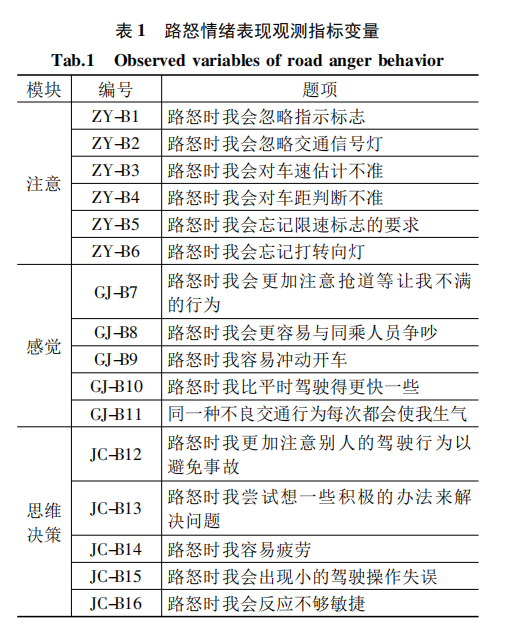 表 1 路怒情绪表现观测指标变量
Tab.1 Observed variables of road anger behavior
模块 编号 题项
注意
ZY-B1 路怒时我会忽略指示标志
ZY-B2 路怒时我会忽略交通信号灯
ZY-B3 路怒时我会对车速估计不准
ZY-B4 路怒时我会对车距判断不准
ZY-B5 路怒时我会忘记限速标志的要求
ZY-B6 路怒时我会忘记打转向灯
感觉
GJ-B7 路怒时我会更加注意抢道等让我不满
的行为
GJ-B8 路怒时我会更容易与同乘人员争吵
GJ-B9 路怒时我容易冲动开车
GJ-B10 路怒时我比平时驾驶得更快一些
GJ-B11 同一种不良交通行为每次都会使我生气
思维
决策
JC-B12 路怒时我更加注意别人的驾驶行为以
避免事故
JC-B13 路怒时我尝试想一些积极的办法来解
决问题
JC-B14 路怒时我容易疲劳
JC-B15 路怒时我会出现小的驾驶操作失误
JC-B16 路怒时我会反应不够敏捷